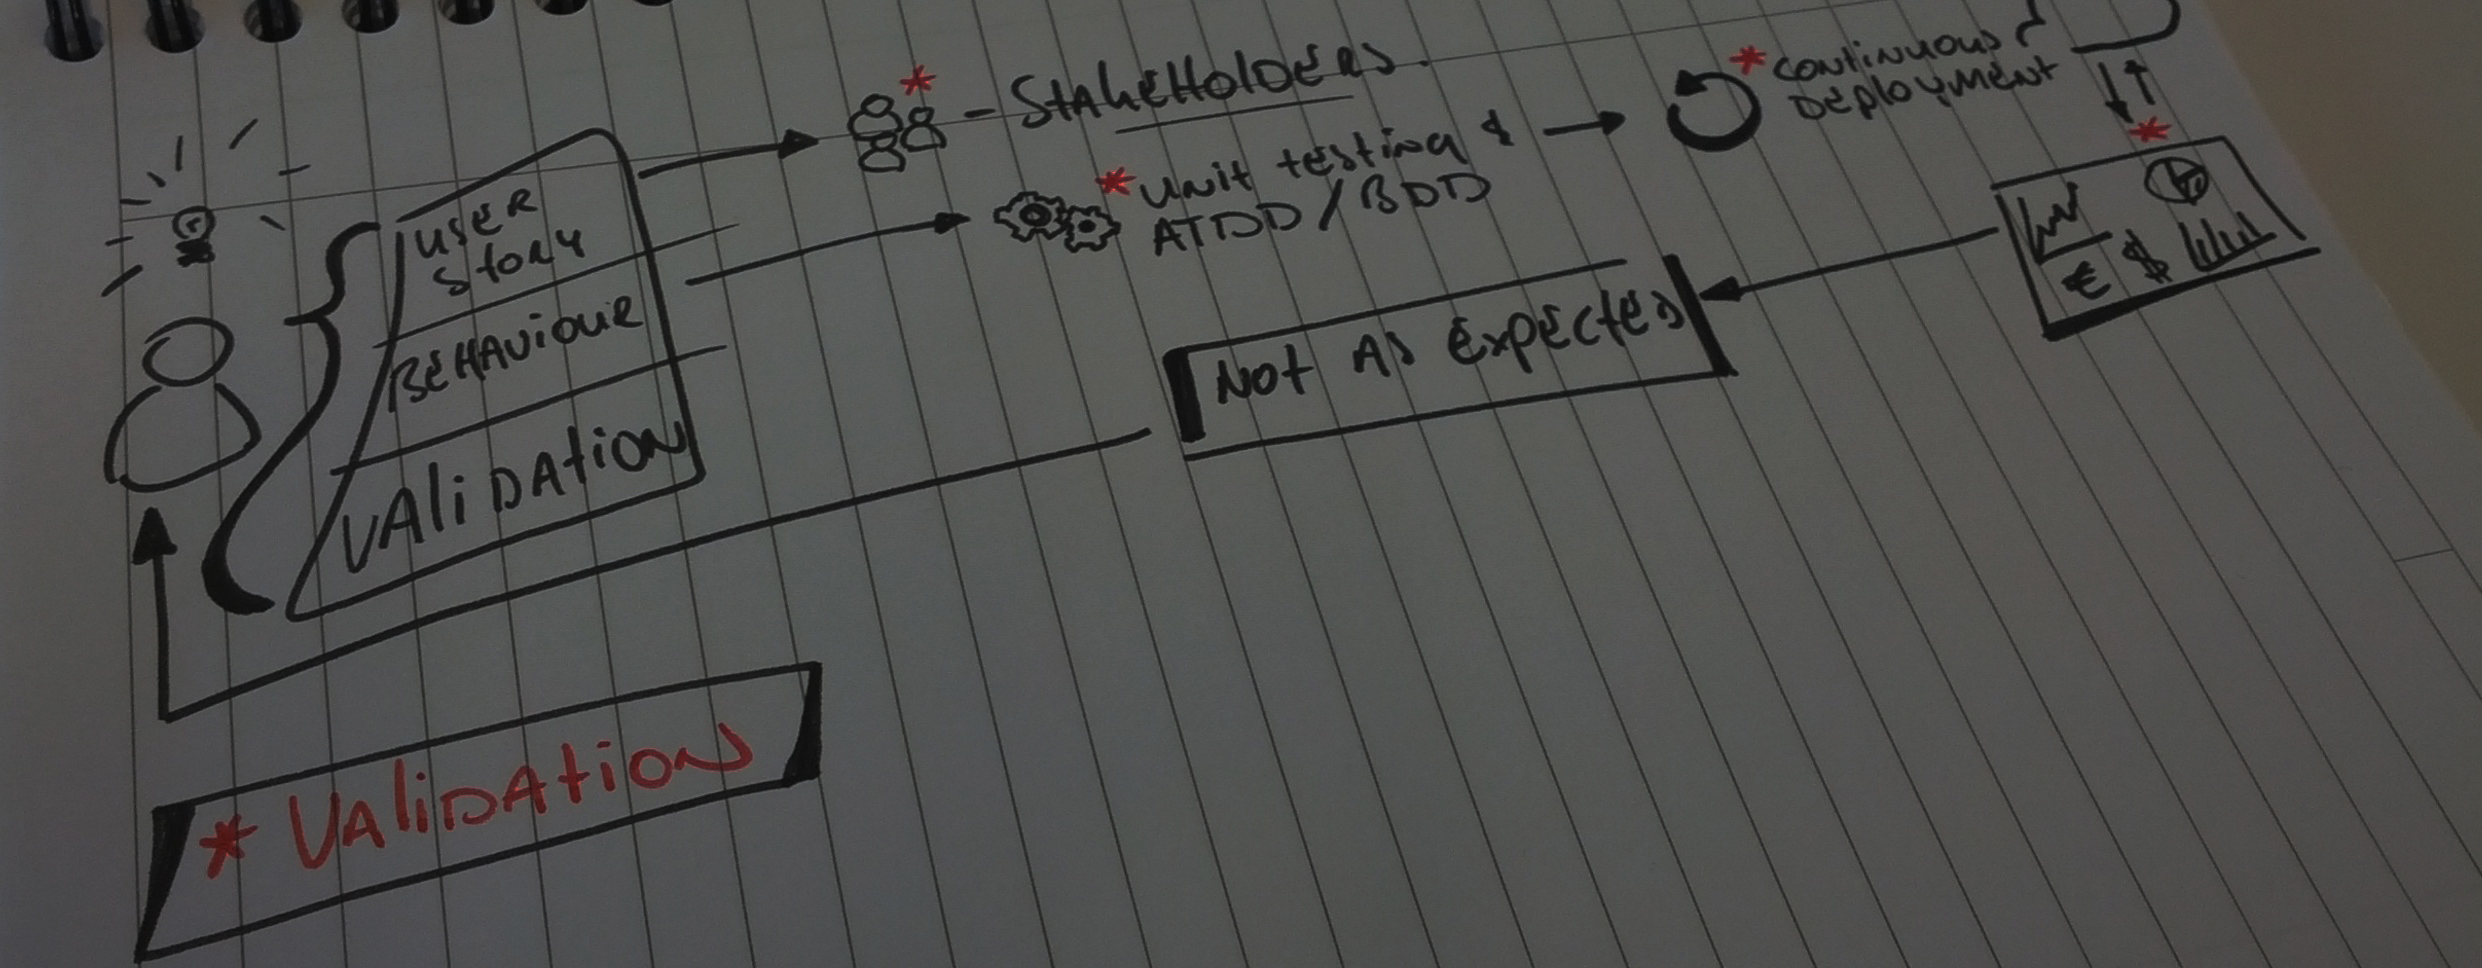 * - Stakeholders.
* continuous
Deployment
* unit testing &
ATDD / BDD
*
user
story
Behaviour
Validation
€ $
Not As Expected
* Validation